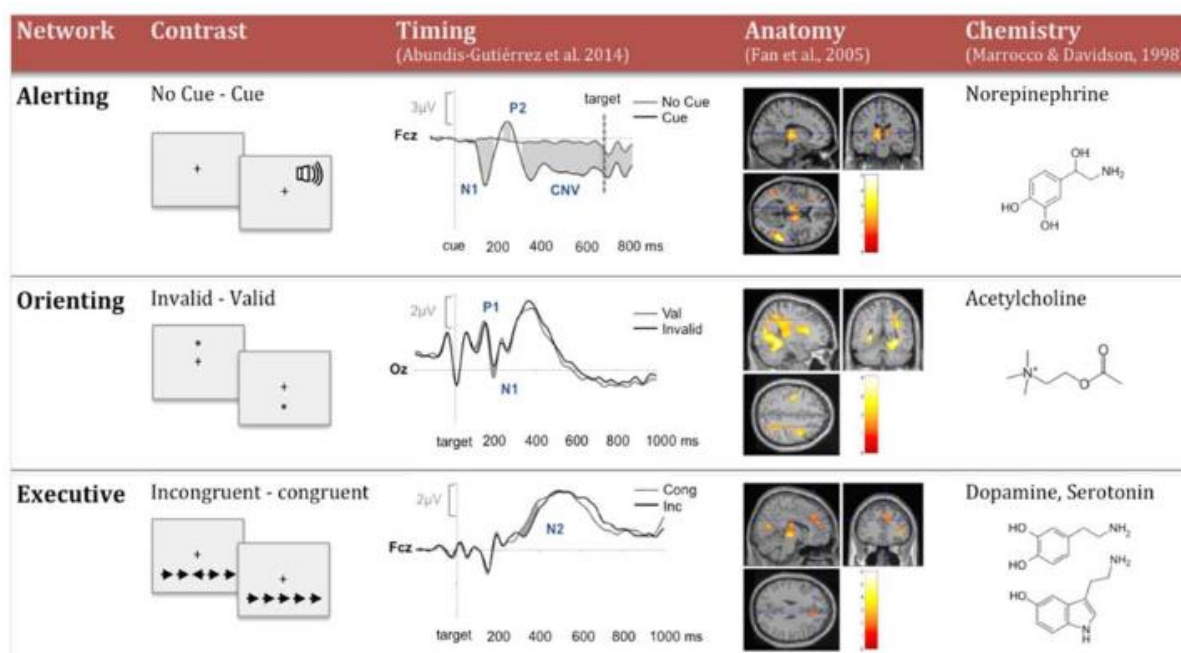 Network Contrast Timing Anatomy Chemistry
(Abundis-Gutiérrez et al. 2014) (Fan et al., 2005) (Marrocco & Davidson, 1998)
Alerting No Cue - Cue Norepinephrine
3µV
P2
target
No Cue
Cue
Fcz
N1
CNV
cue 200 400 600 800 ms
OH
NH₂
HO
OH
Orienting Invalid - Valid Acetylcholine
2µV
P1
Val
Invalid
Oz
N1
target 200 400 600 800 1000 ms
O
N⁺
O
Executive Incongruent - congruent Dopamine, Serotonin
2µV
Cong
Inc
N2
Fcz
target 200 400 600 800 1000 ms
HO
NH₂
HO
NH₂
HO
N
H